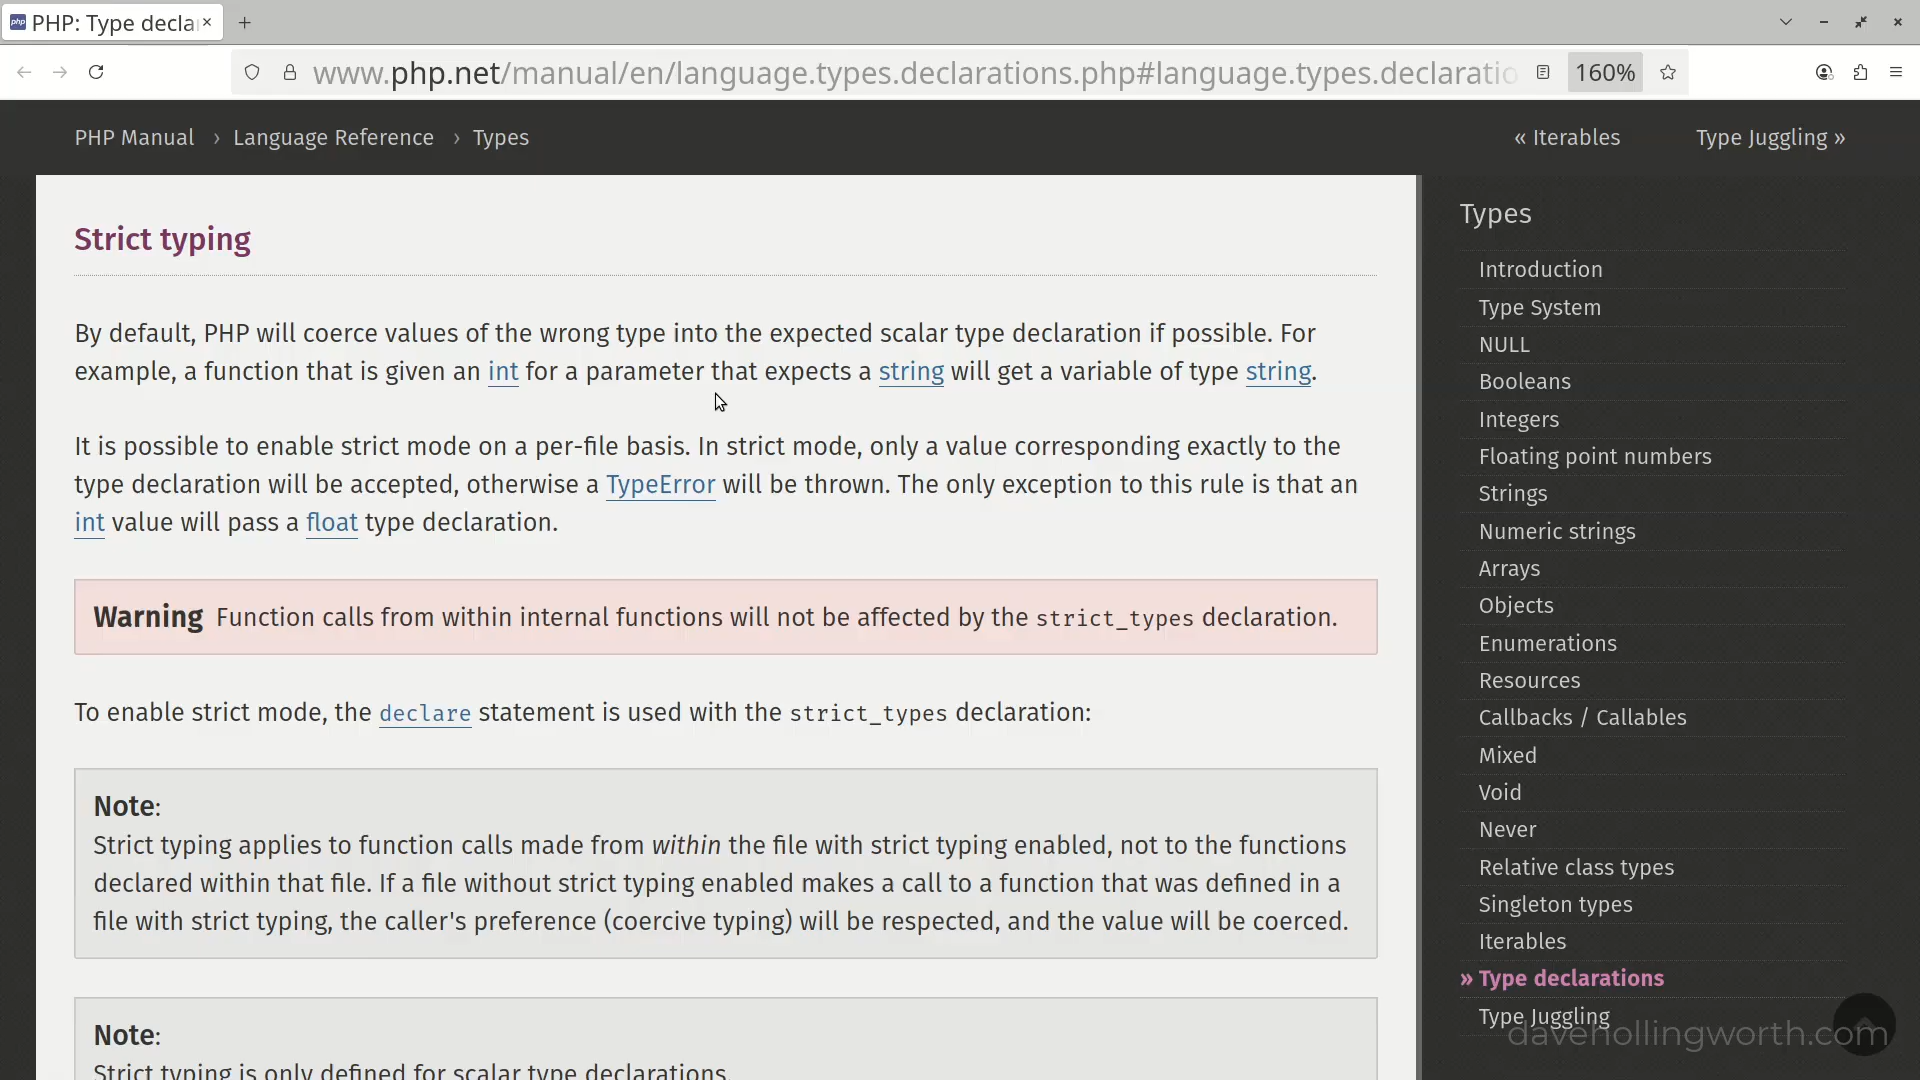 php PHP: Type decla
www.php.net/manual/en/language.types.declarations.php#language.types.declaratio 160%
PHP Manual › Language Reference › Types « Iterables Type Juggling »
Strict typing
By default, PHP will coerce values of the wrong type into the expected scalar type declaration if possible. For
example, a function that is given an int for a parameter that expects a string will get a variable of type string.
It is possible to enable strict mode on a per-file basis. In strict mode, only a value corresponding exactly to the
type declaration will be accepted, otherwise a TypeError will be thrown. The only exception to this rule is that an
int value will pass a float type declaration.
Warning Function calls from within internal functions will not be affected by the strict_types declaration.
To enable strict mode, the declare statement is used with the strict_types declaration:
Note:
Strict typing applies to function calls made from within the file with strict typing enabled, not to the functions
declared within that file. If a file without strict typing enabled makes a call to a function that was defined in a
file with strict typing, the caller's preference (coercive typing) will be respected, and the value will be coerced.
Note:
Strict typing is only defined for scalar type declarations.
Types
Introduction
Type System
NULL
Booleans
Integers
Floating point numbers
Strings
Numeric strings
Arrays
Objects
Enumerations
Resources
Callbacks / Callables
Mixed
Void
Never
Relative class types
Singleton types
Iterables
» Type declarations
Type Juggling
davehollingworth.com